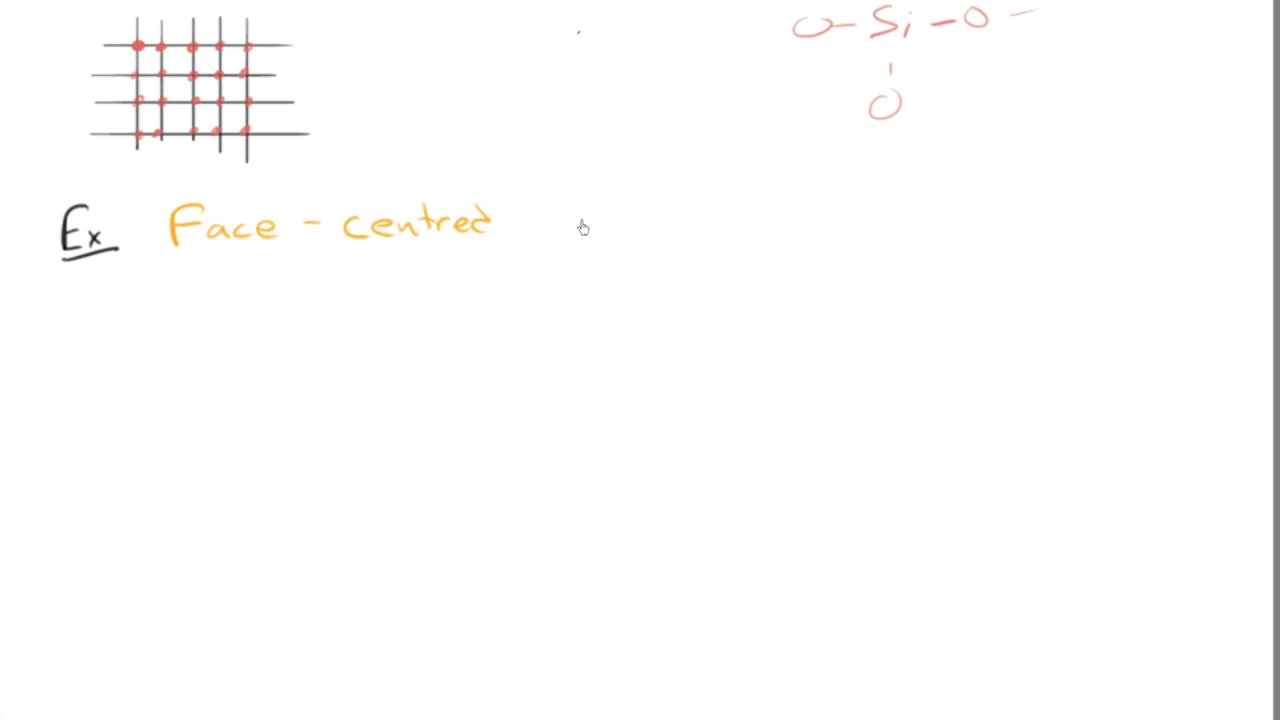 O - Si - O -
O
Ex Face - centred